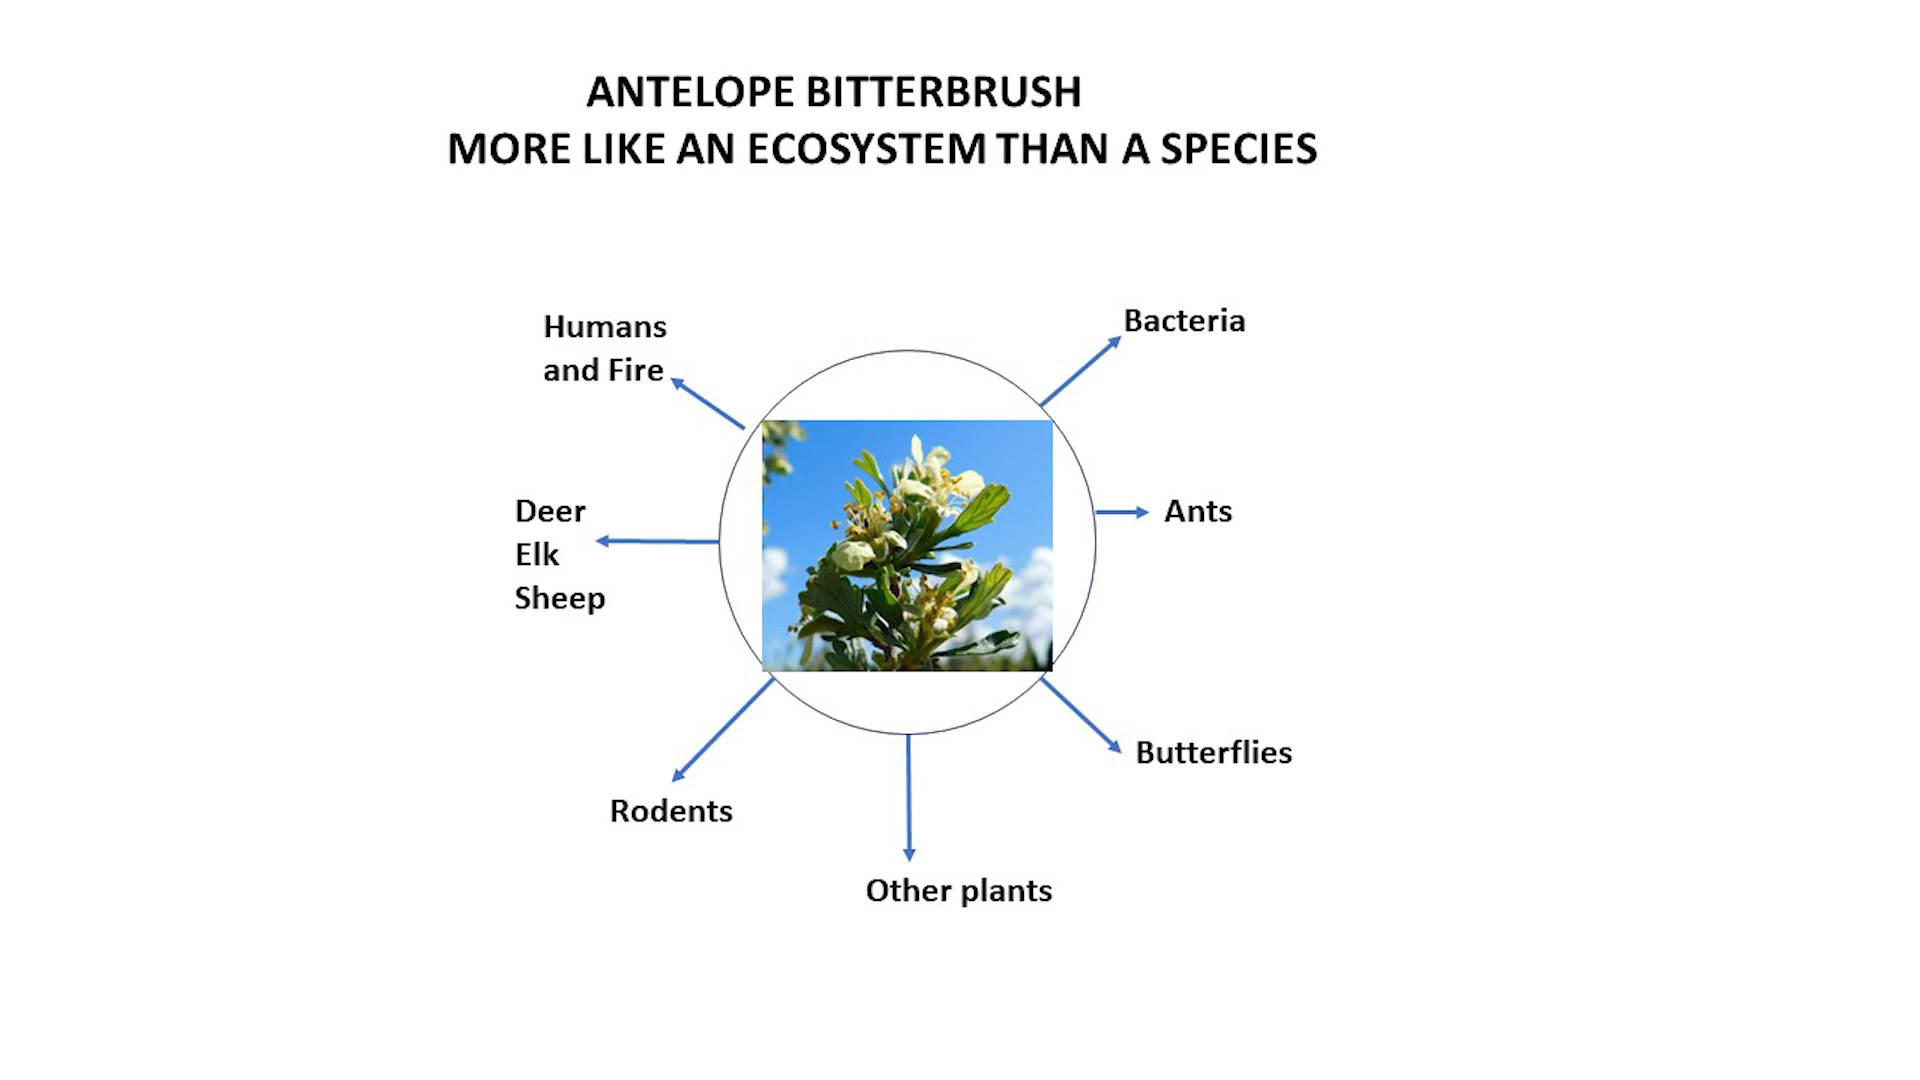 ANTELOPE BITTERBRUSH
MORE LIKE AN ECOSYSTEM THAN A SPECIES
Humans
and Fire
Bacteria
Deer
Elk
Sheep
Ants
Butterflies
Rodents
Other plants